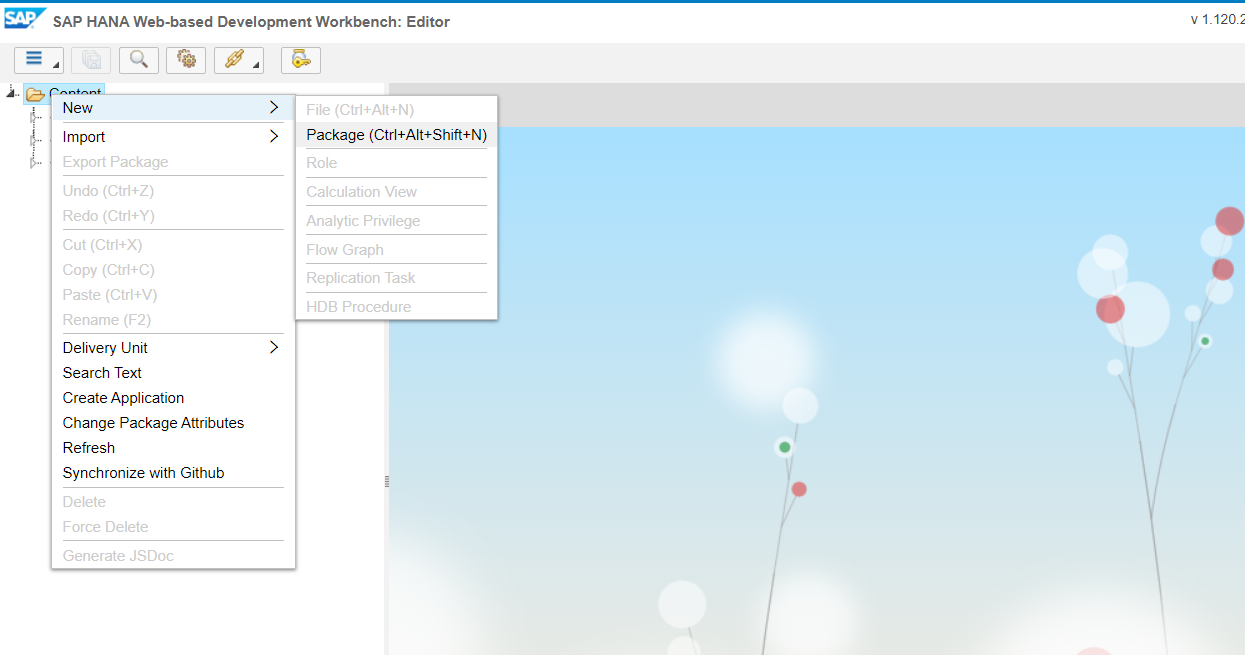 SAP SAP HANA Web-based Development Workbench: Editor
v 1.120.2
Content
New
Import
Export Package
Undo (Ctrl+Z)
Redo (Ctrl+Y)
Cut (Ctrl+X)
Copy (Ctrl+C)
Paste (Ctrl+V)
Rename (F2)
Delivery Unit
Search Text
Create Application
Change Package Attributes
Refresh
Synchronize with Github
Delete
Force Delete
Generate JSDoc
File (Ctrl+Alt+N)
Package (Ctrl+Alt+Shift+N)
Role
Calculation View
Analytic Privilege
Flow Graph
Replication Task
HDB Procedure